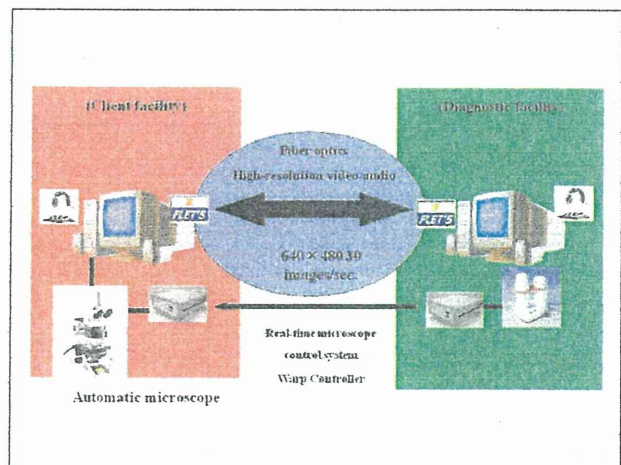 (Client facility)
(Diagnostic facility)
Fiber optics
High-resolution video/audio
FLET'S
FLET'S
640 × 480 30
images/sec.
Real-time microscope
control system
Warp Controller
Automatic microscope